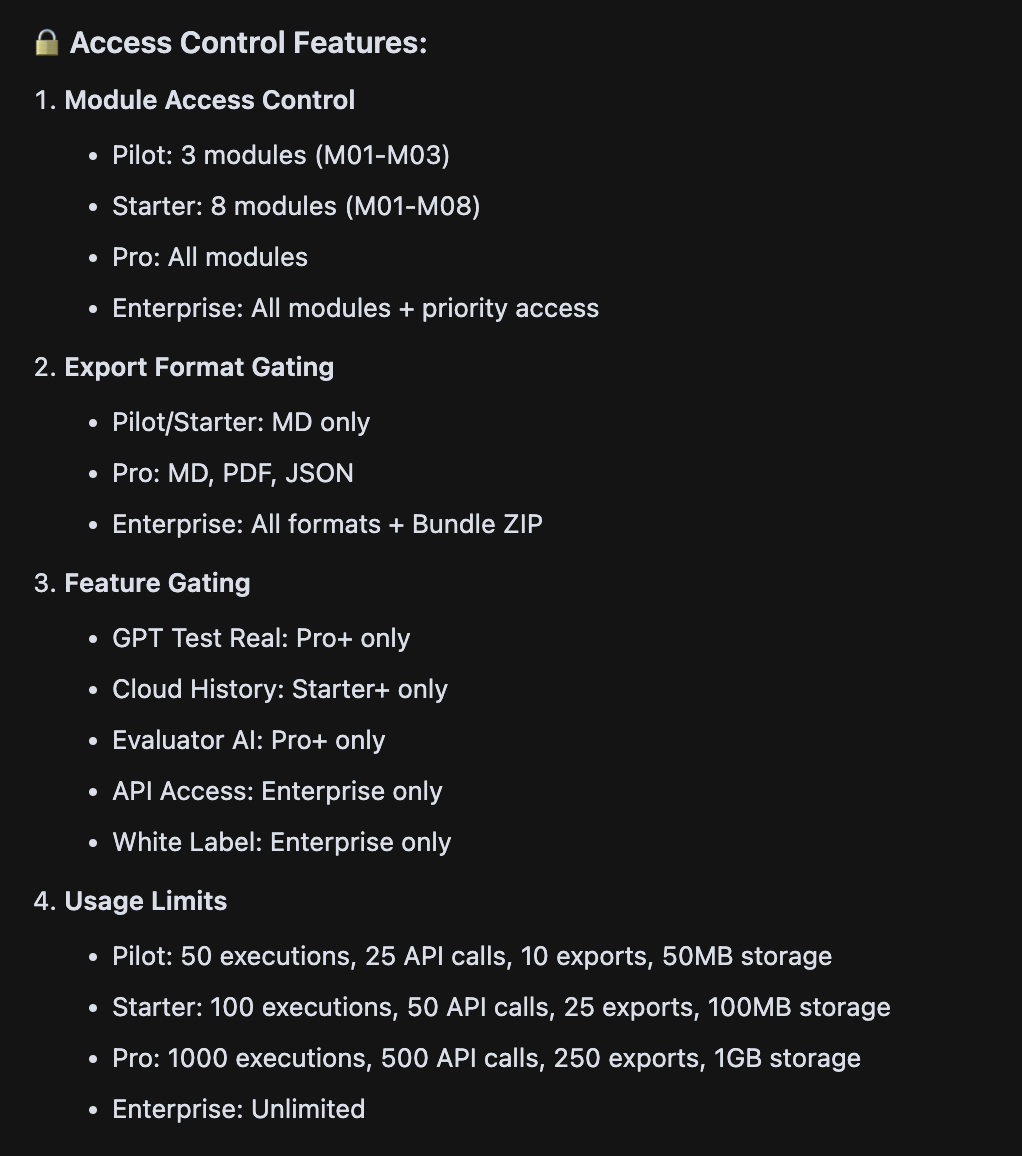 🔒 Access Control Features:
1. Module Access Control
• Pilot: 3 modules (M01-M03)
• Starter: 8 modules (M01-M08)
• Pro: All modules
• Enterprise: All modules + priority access
2. Export Format Gating
• Pilot/Starter: MD only
• Pro: MD, PDF, JSON
• Enterprise: All formats + Bundle ZIP
3. Feature Gating
• GPT Test Real: Pro+ only
• Cloud History: Starter+ only
• Evaluator AI: Pro+ only
• API Access: Enterprise only
• White Label: Enterprise only
4. Usage Limits
• Pilot: 50 executions, 25 API calls, 10 exports, 50MB storage
• Starter: 100 executions, 50 API calls, 25 exports, 100MB storage
• Pro: 1000 executions, 500 API calls, 250 exports, 1GB storage
• Enterprise: Unlimited